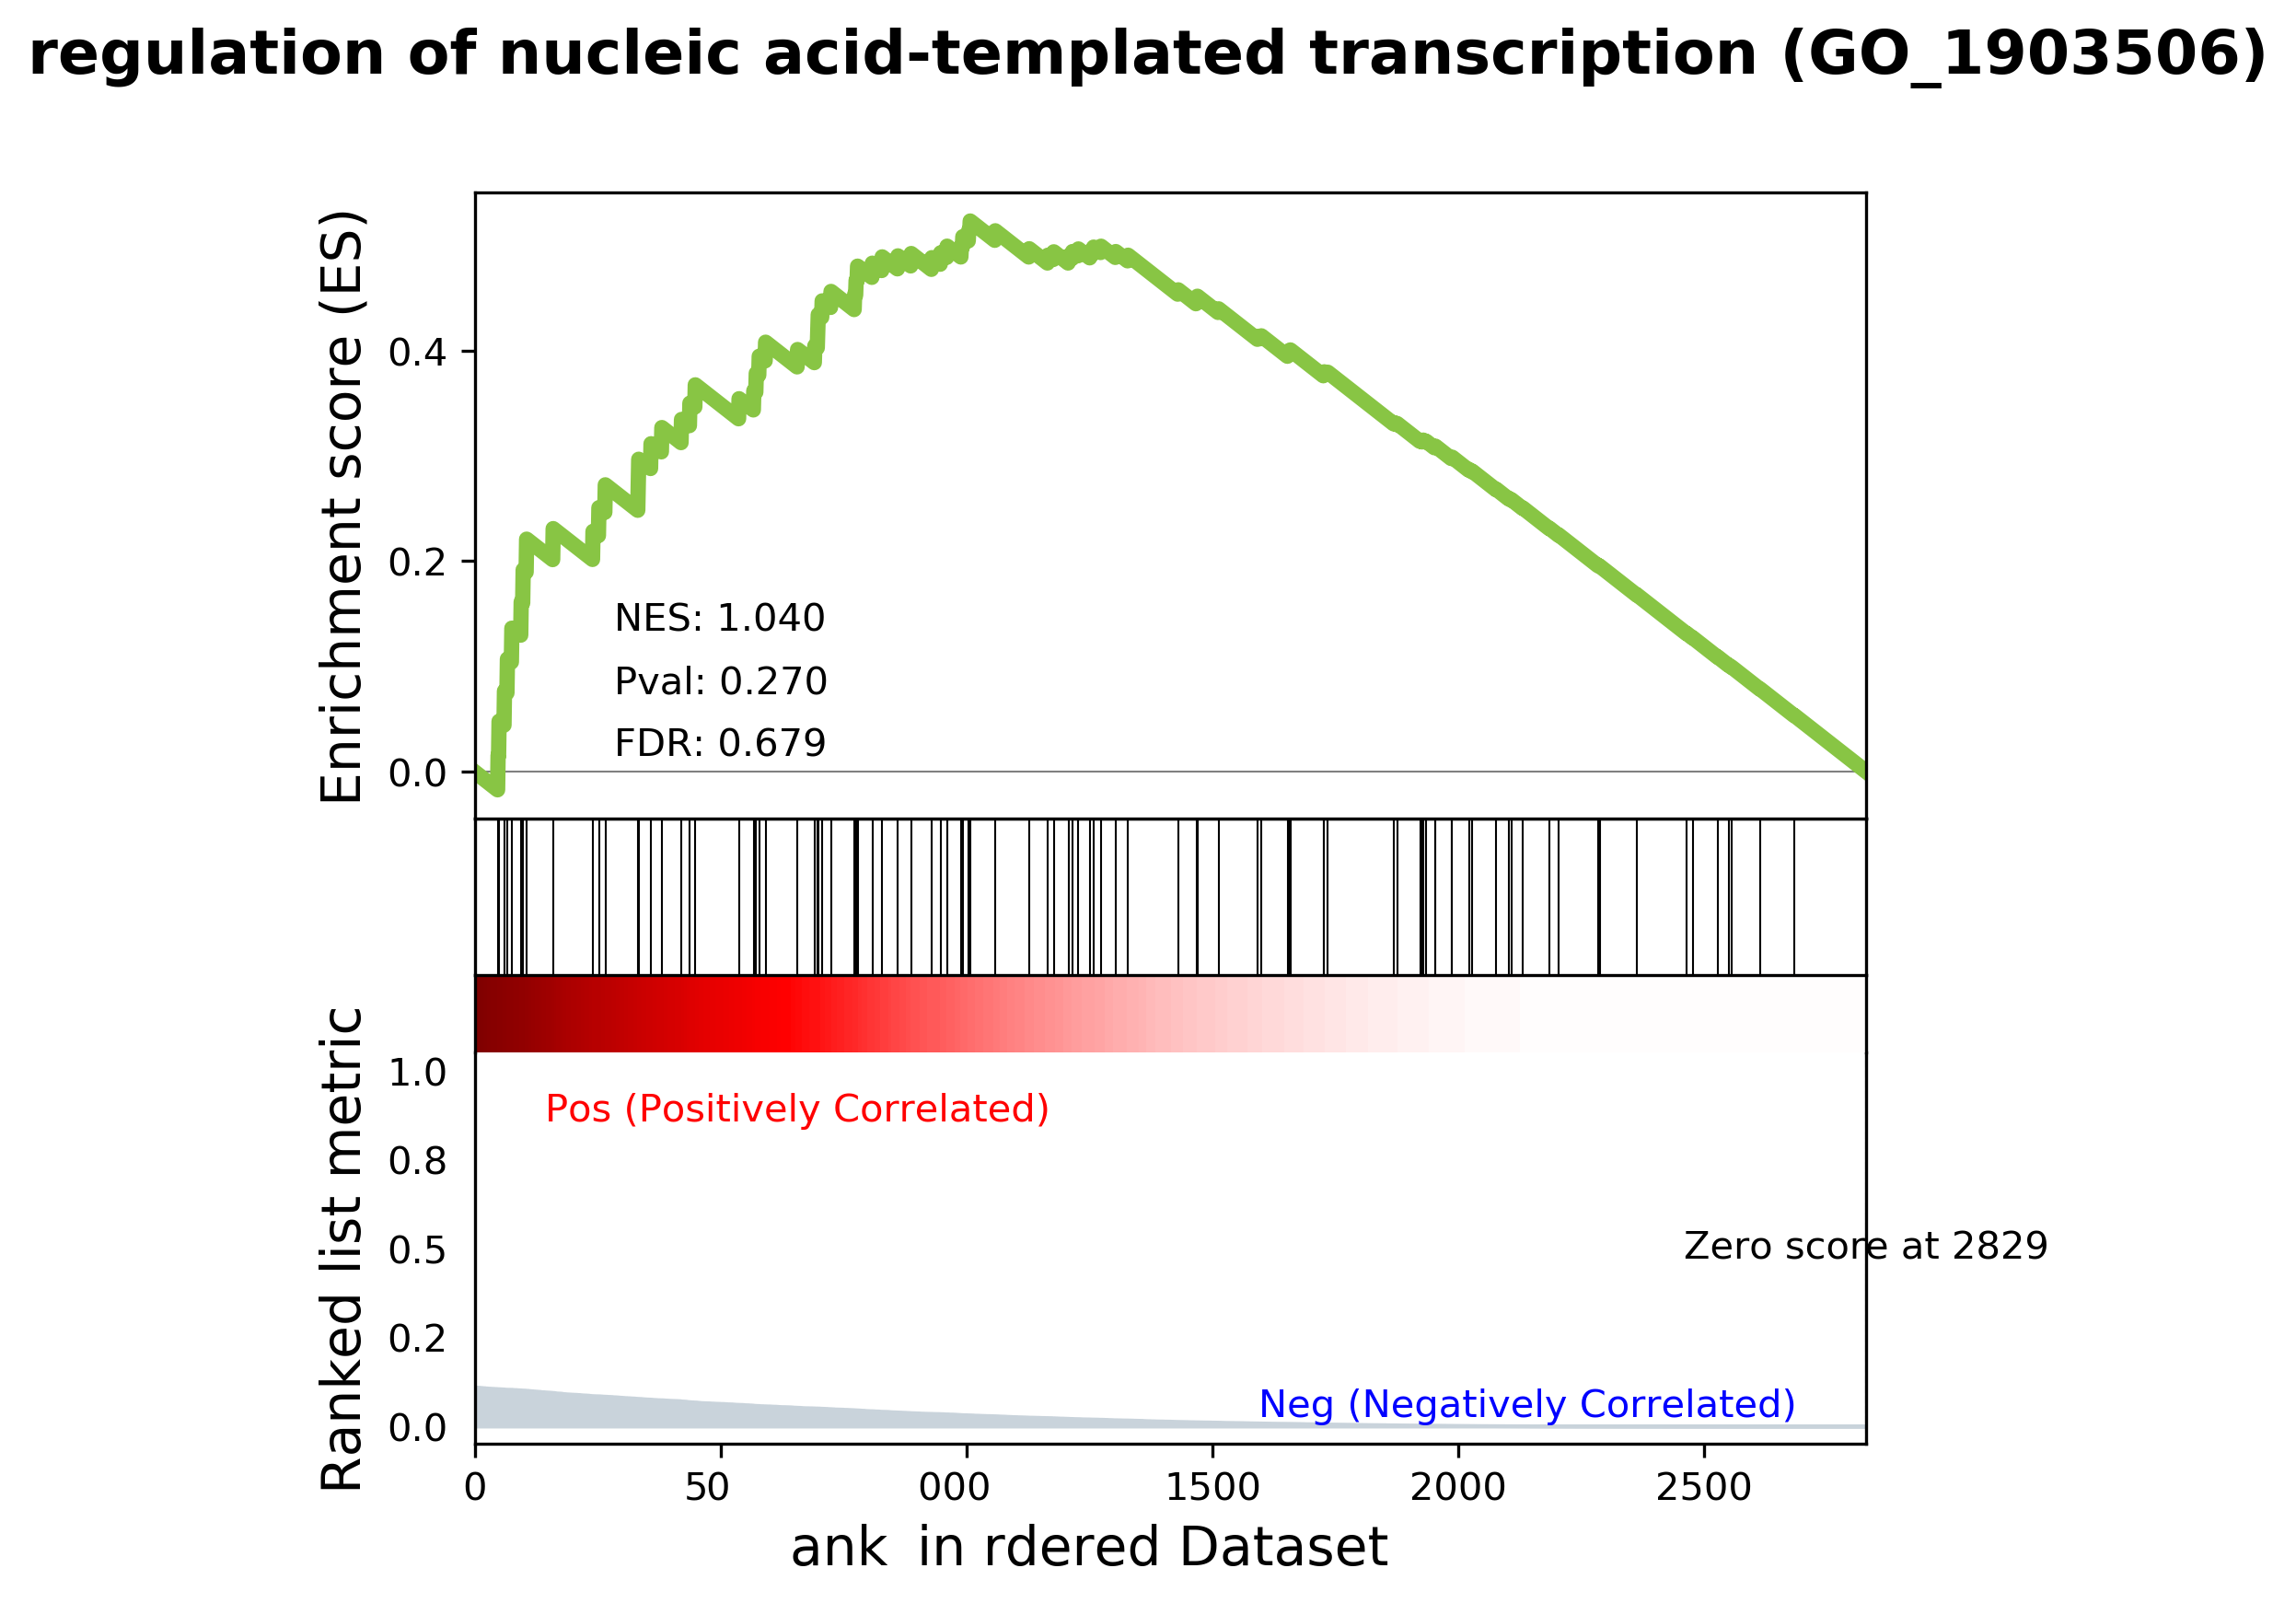 regulation of nucleic acid-templated transcription (GO_1903506)
Enrichment score (ES)
0.4
0.2
0.0
NES: 1.040
Pval: 0.270
FDR: 0.679
Ranked list metric
1.0
0.8
0.5
0.2
0.0
Pos (Positively Correlated)
Zero score at 2829
Neg (Negatively Correlated)
0 50 000 1500 2000 2500
ank in rdered Dataset